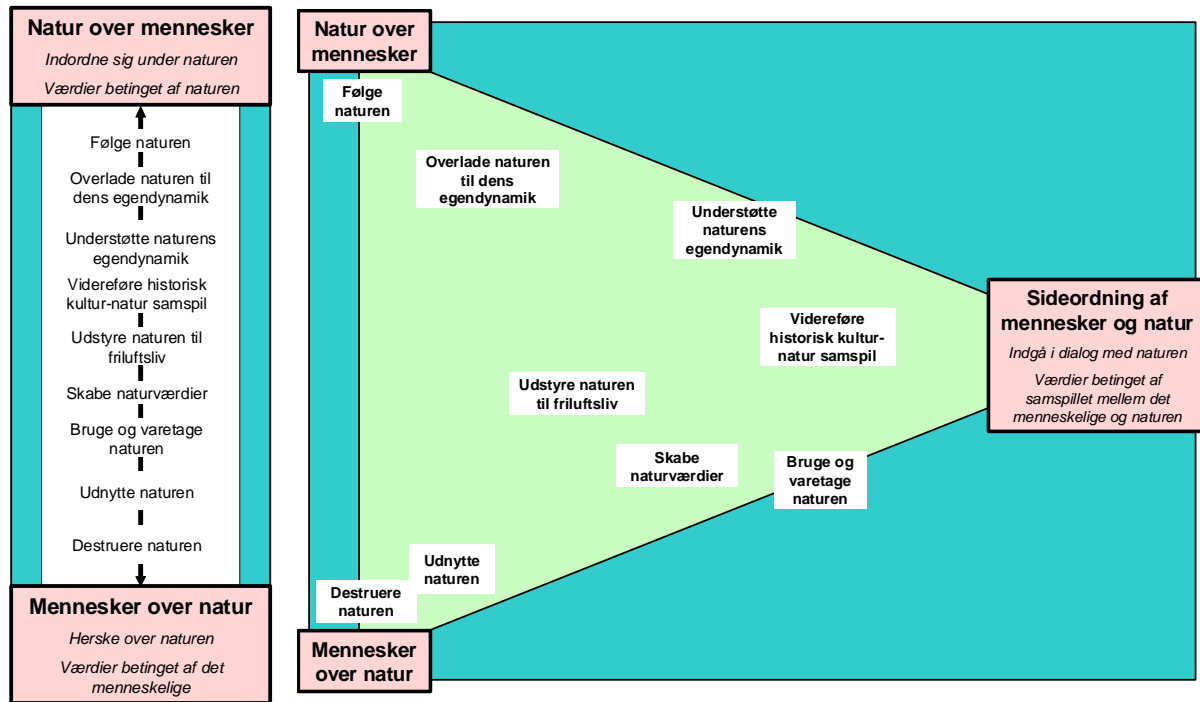 Natur over mennesker
Indordne sig under naturen
Værdier betinget af naturen
Følge naturen
Overlade naturen til
dens egendynamik
Understøtte naturens
egendynamik
Videreføre historisk
kultur-natur samspil
Udstyre naturen til
friluftsliv
Skabe naturværdier
Bruge og varetage
naturen
Udnytte naturen
Destruere naturen
Mennesker over natur
Herske over naturen
Værdier betinget af det
menneskelige
Natur over
mennesker
Følge
naturen
Overlade naturen
til dens
egendynamik
Understøtte
naturens
egendynamik
Videreføre
historisk kultur-
natur samspil
Udstyre naturen
til friluftsliv
Skabe
naturværdier
Bruge og
varetage
naturen
Udnytte
naturen
Destruere
naturen
Mennesker
over natur
Sideordning af
mennesker og natur
Indgå i dialog med naturen
Værdier betinget af
samspillet mellem det
menneskelige og naturen